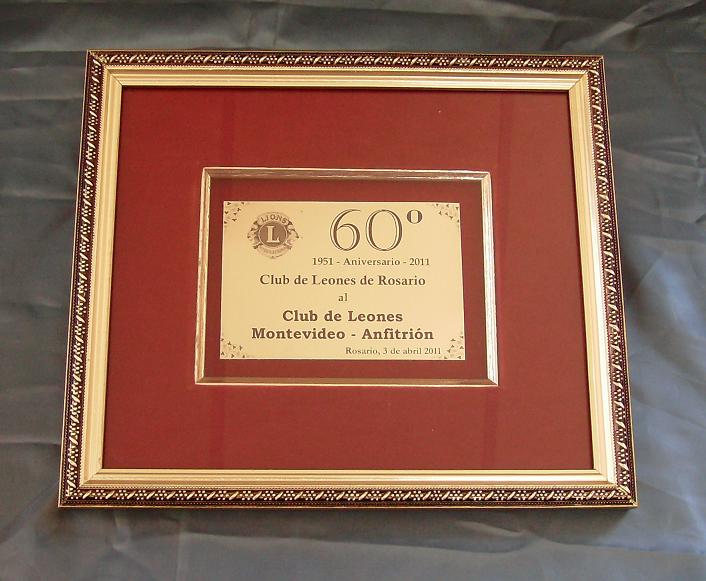 LIONS
L
60º
1951 - Aniversario - 2011
Club de Leones de Rosario
al
Club de Leones
Montevideo - Anfitrión
Rosario, 3 de abril 2011